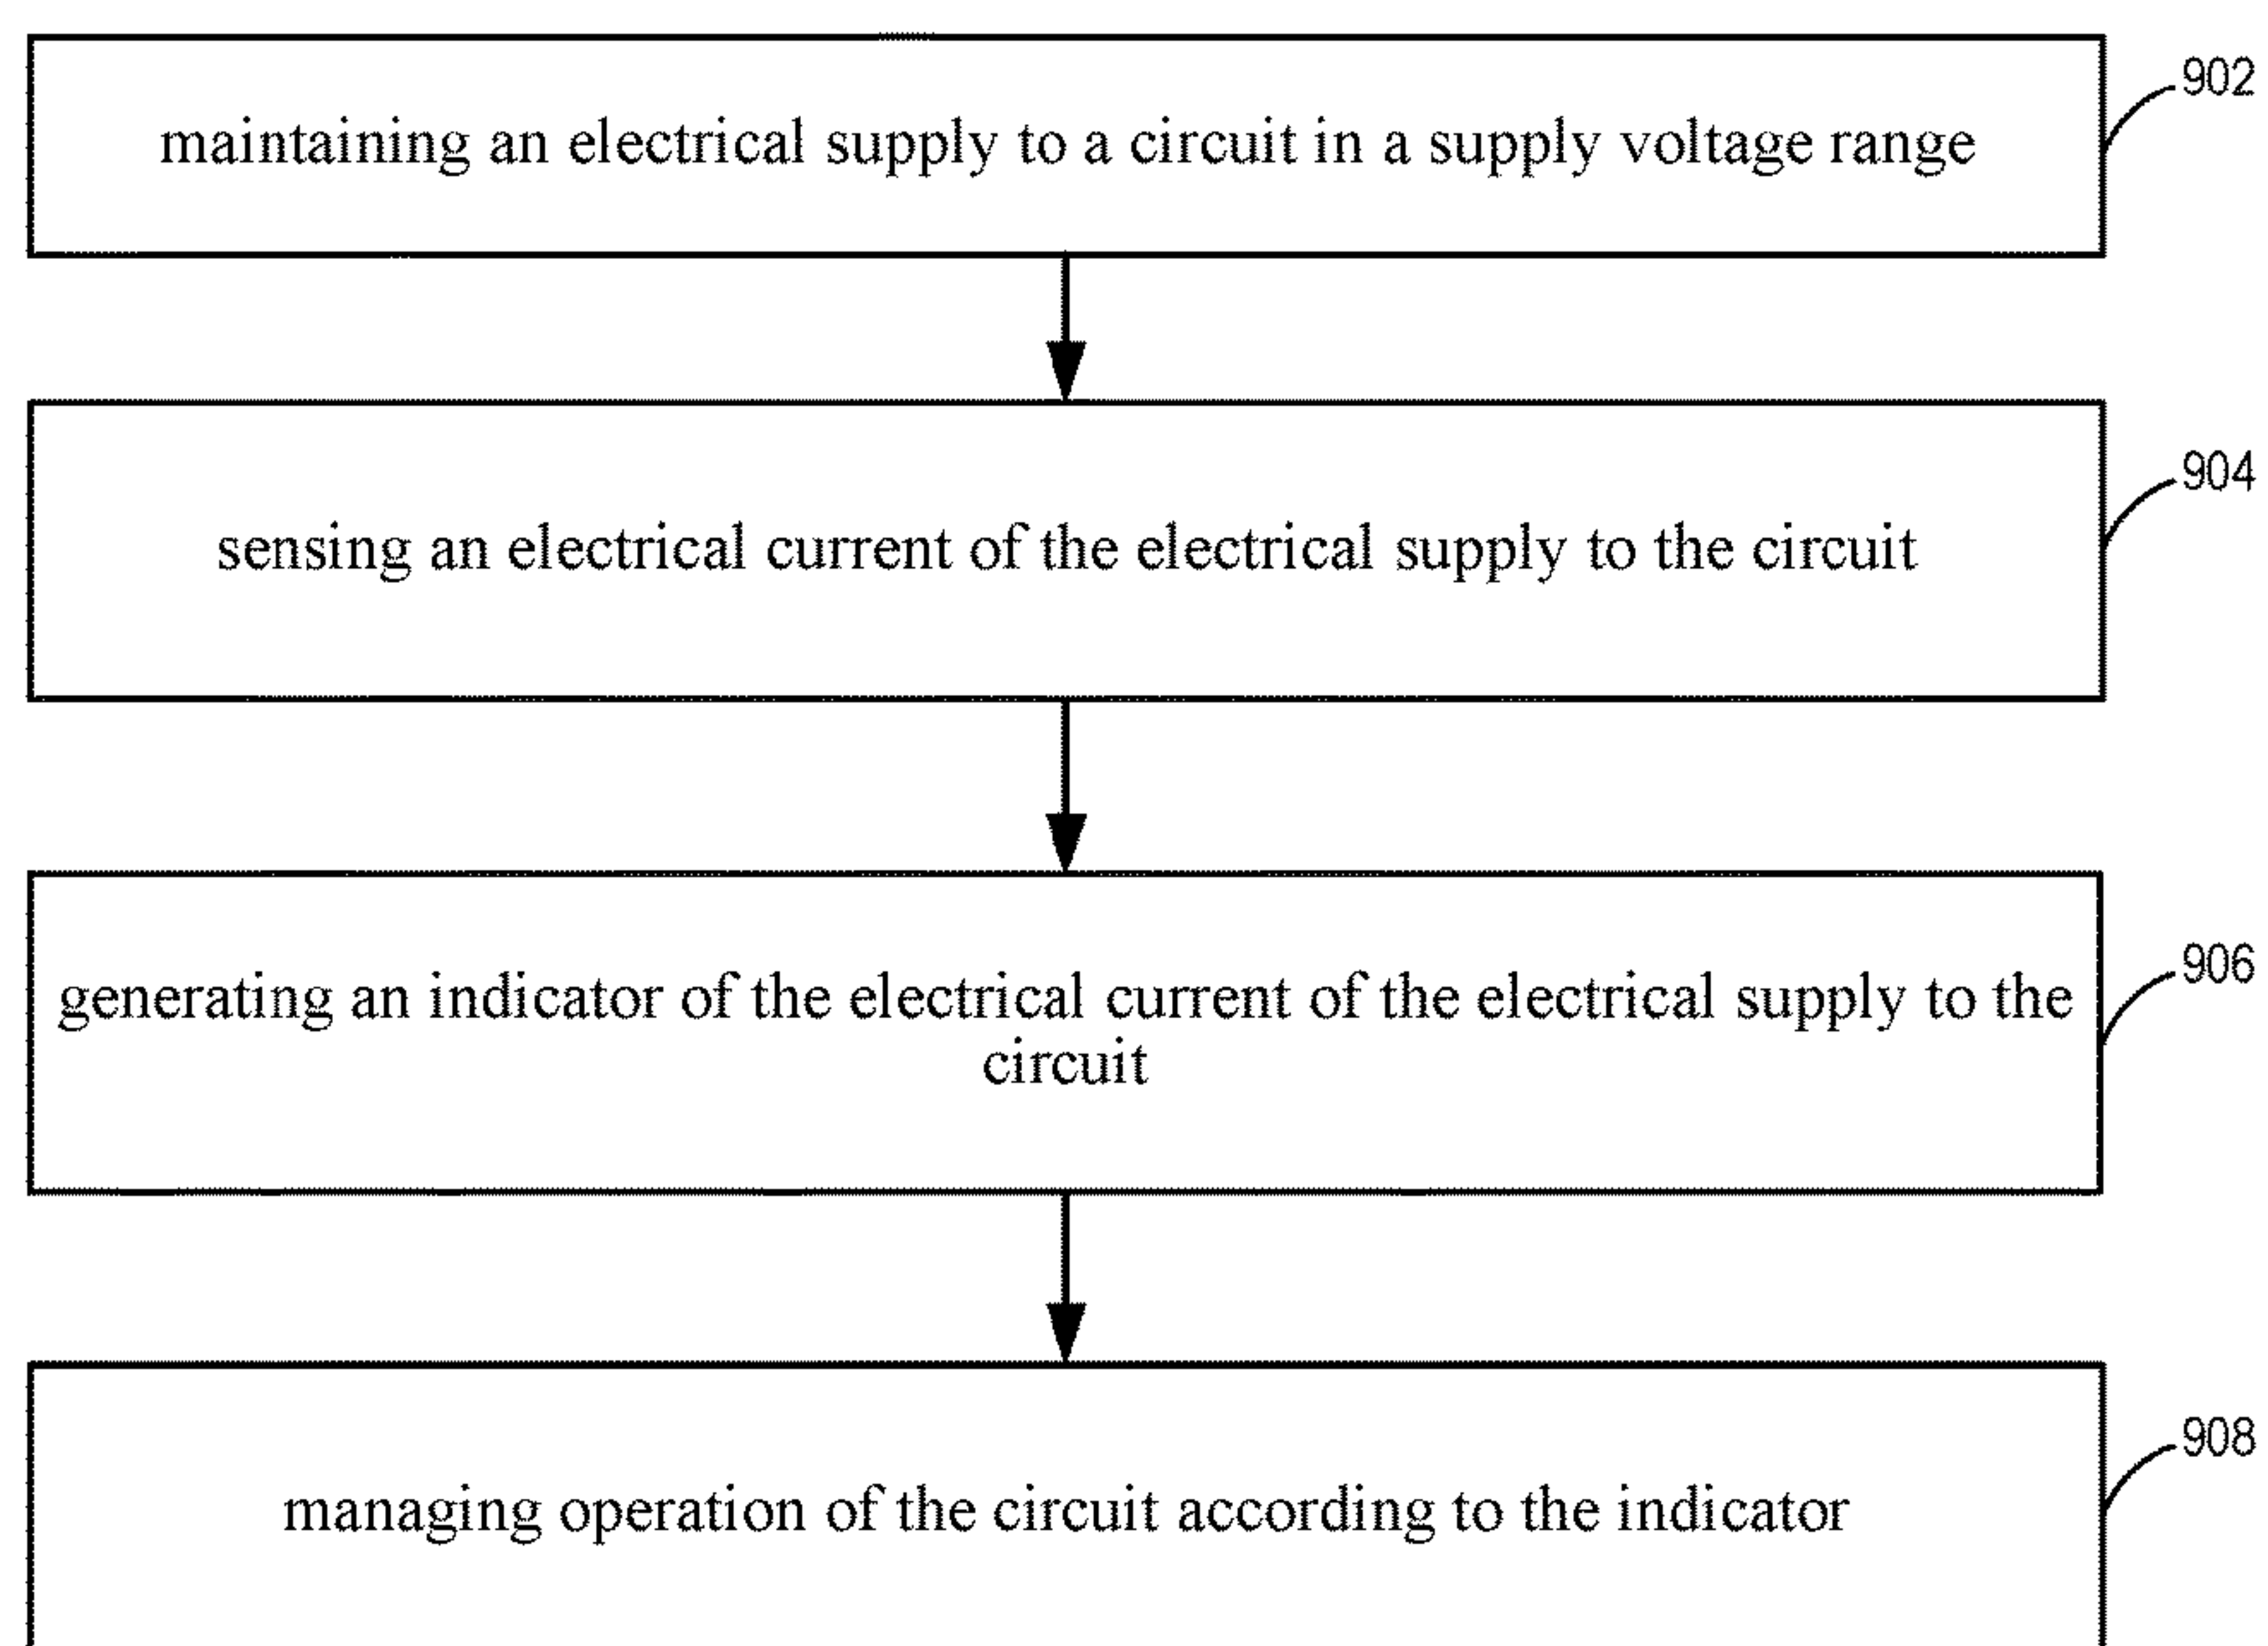 maintaining an electrical supply to a circuit in a supply voltage range
902
sensing an electrical current of the electrical supply to the circuit
904
generating an indicator of the electrical current of the electrical supply to the
circuit
906
managing operation of the circuit according to the indicator
908